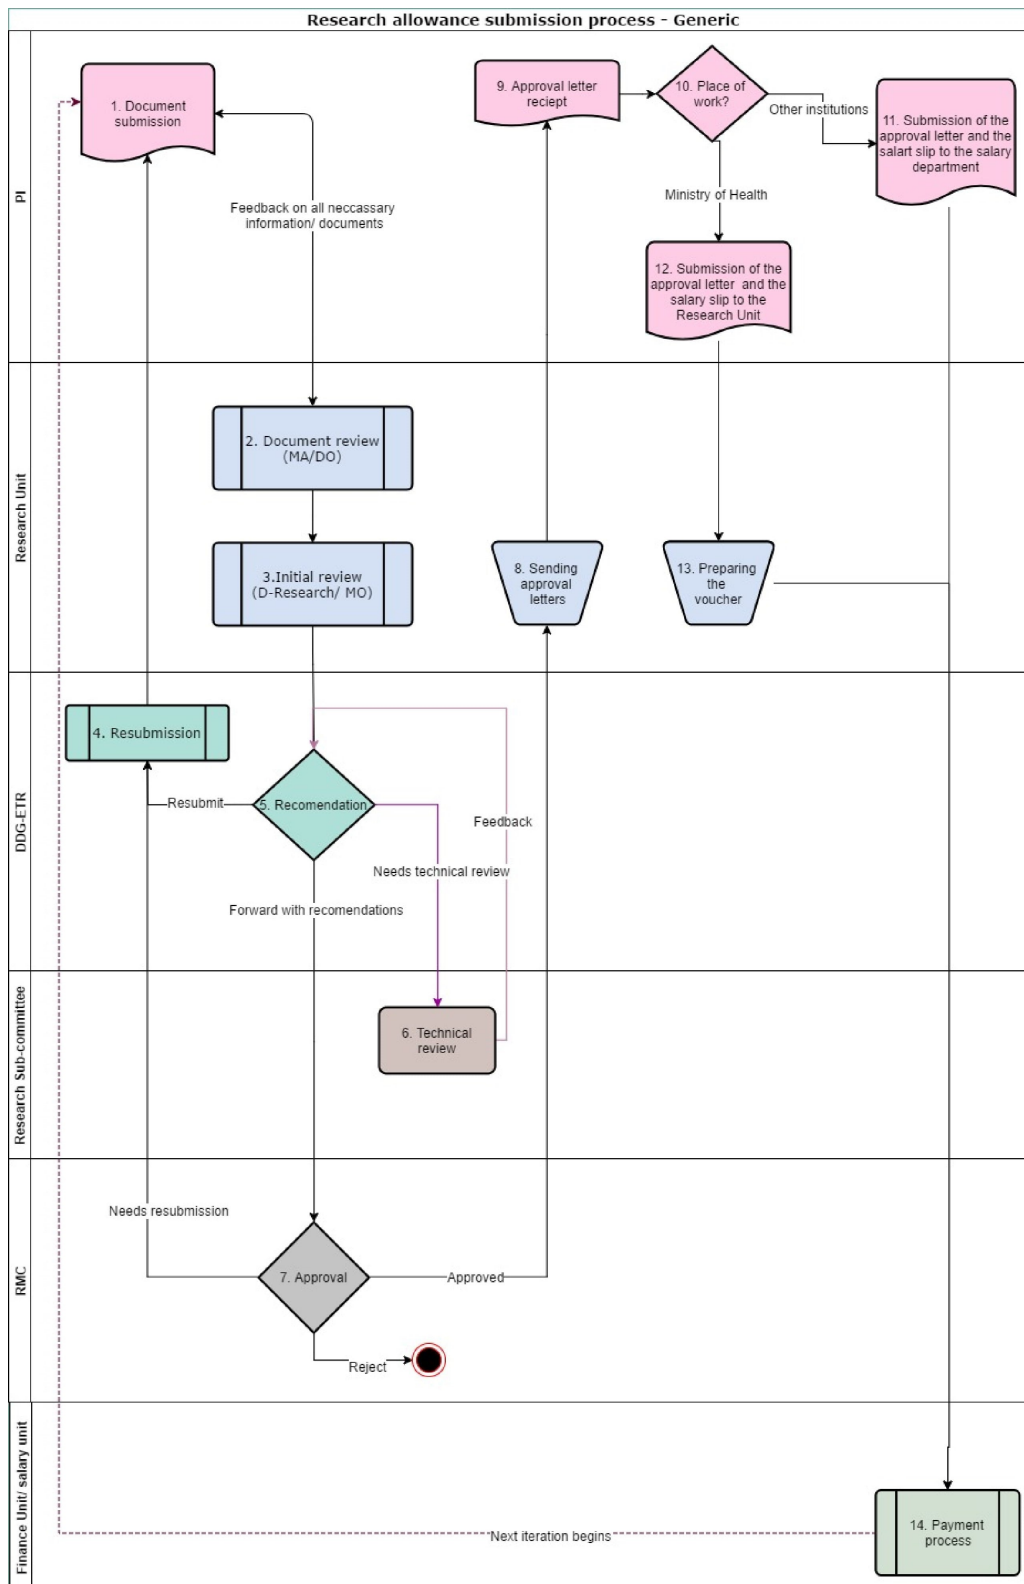 Research allowance submission process - Generic
PI
1. Document
submission
Feedback on all neccassary
information/ documents
9. Approval letter
reciept
10. Place of
work?
Other institutions
11. Submission of the
approval letter and the
salart slip to the salary
department
Ministry of Health
12. Submission of the
approval letter and the
salary slip to the
Research Unit
Research Unit
2. Document review
(MA/DO)
3.Initial review
(D-Research/ MO)
8. Sending
approval
letters
13. Preparing
the
voucher
DDG-ETR
4. Resubmission
Resubmit
5. Recomendation
Feedback
Needs technical review
Forward with recomendations
Research Sub-committee
6. Technical
review
RMC
Needs resubmission
7. Approval
Approved
Reject
Finance Unit/ salary unit
14. Payment
process
Next iteration begins